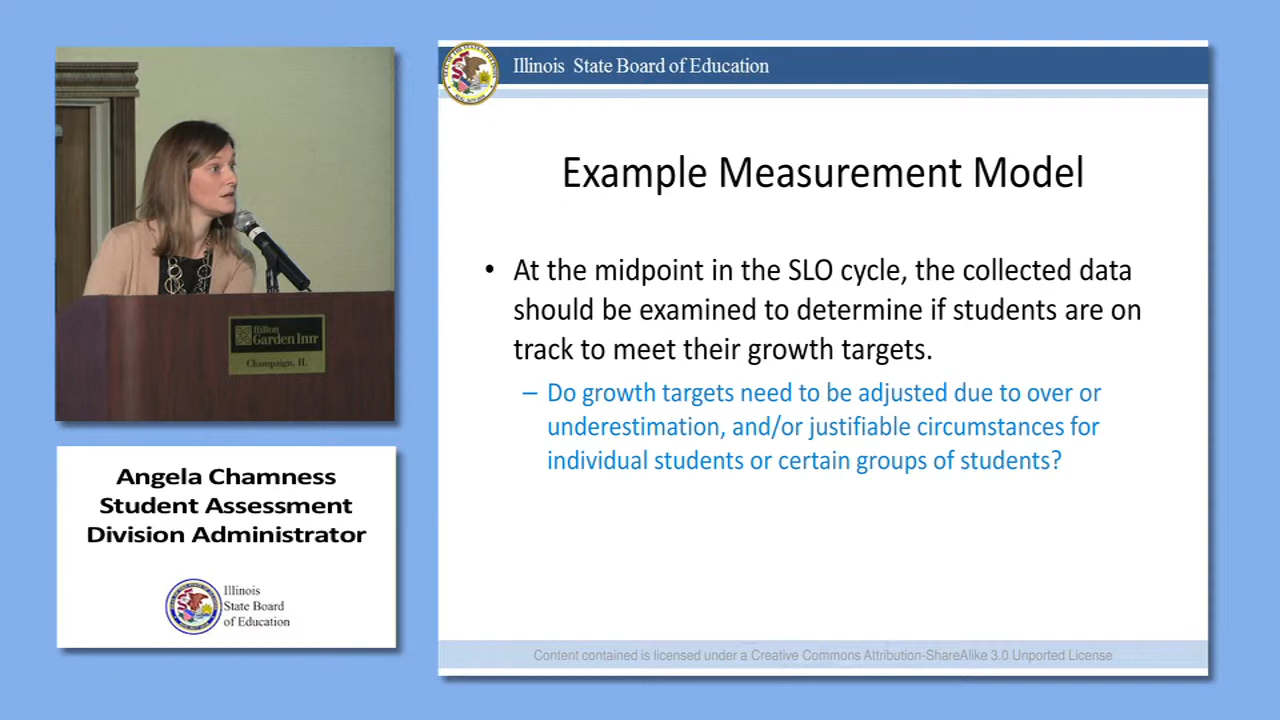 Illinois State Board of Education
Example Measurement Model
• At the midpoint in the SLO cycle, the collected data
should be examined to determine if students are on
track to meet their growth targets.
– Do growth targets need to be adjusted due to over or
underestimation, and/or justifiable circumstances for
individual students or certain groups of students?
Content contained is licensed under a Creative Commons Attribution-ShareAlike 3.0 Unported License
Hilton
Garden Inn
Champaign, IL
Angela Chamness
Student Assessment
Division Administrator
Illinois
State Board
of Education